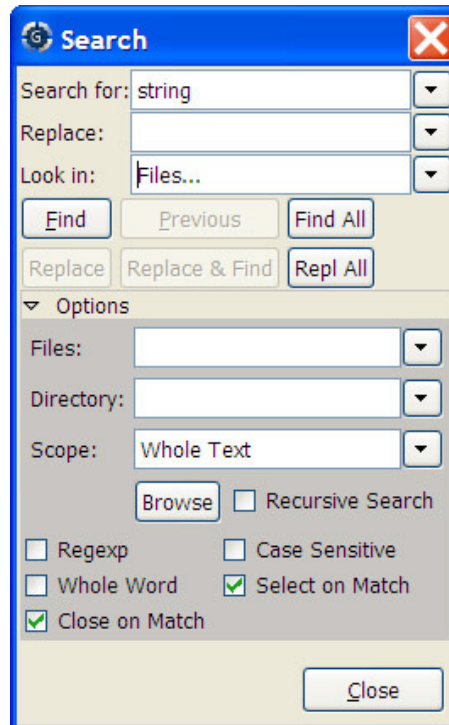 G Search
Search for: string
Replace:
Look in: Files...
Find Previous Find All
Replace Replace & Find Repl All
Options
Files:
Directory:
Scope: Whole Text
Browse Recursive Search
Regexp Case Sensitive
Whole Word Select on Match
Close on Match
Close